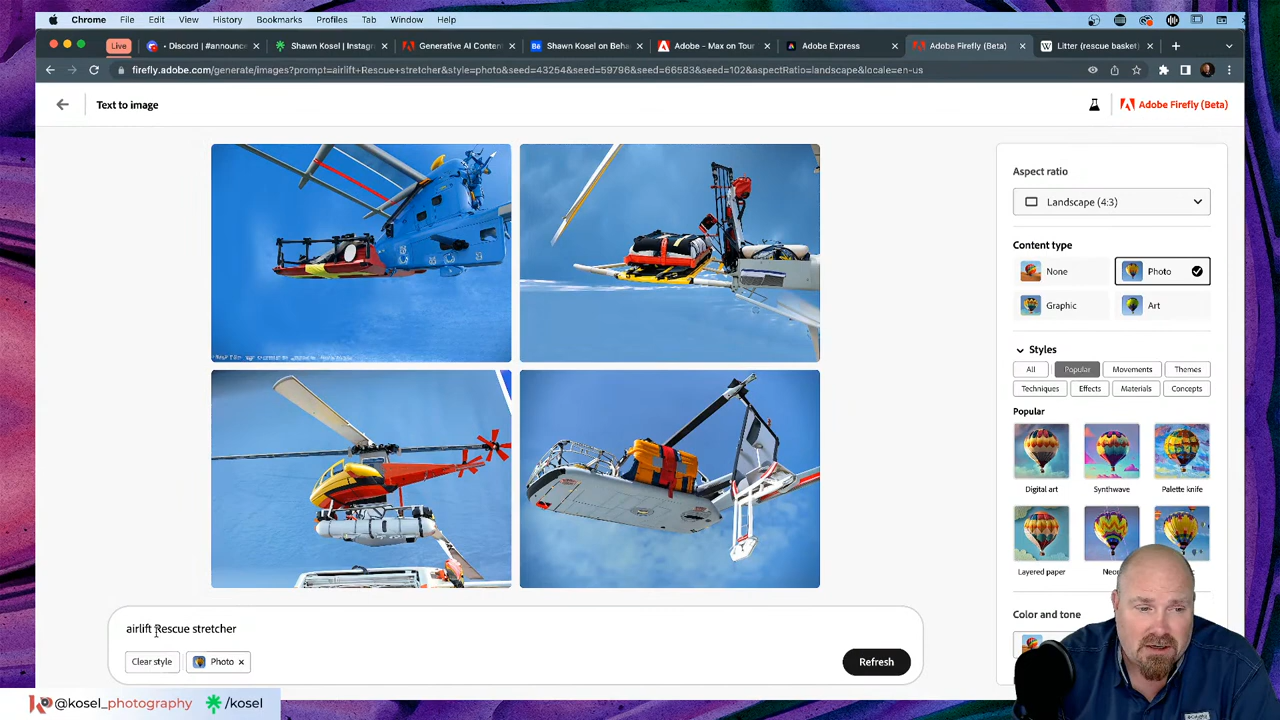 Chrome File Edit View History Bookmarks Profiles Tab Window Help
Live Discord | #announce Shawn Kosel | Instagra Generative AI Content Shawn Kosel on Beha Adobe - Max on Tour Adobe Express Adobe Firefly (Beta) Litter (rescue basket)
firefly.adobe.com/generate/images?prompt=airlift+Rescue+stretcher&style=photo&seed=43254&seed=59796&seed=66583&seed=102&aspectRatio=landscape&locale=en-us
Text to image
Adobe Firefly (Beta)
Aspect ratio
Landscape (4:3)
Content type
None Photo
Graphic Art
Styles
All Popular Movements Themes
Techniques Effects Materials Concepts
Popular
Digital art Synthwave Palette knife
Layered paper
Color and tone
airlift Rescue stretcher
Clear style Photo
Refresh
@kosel_photography /kosel